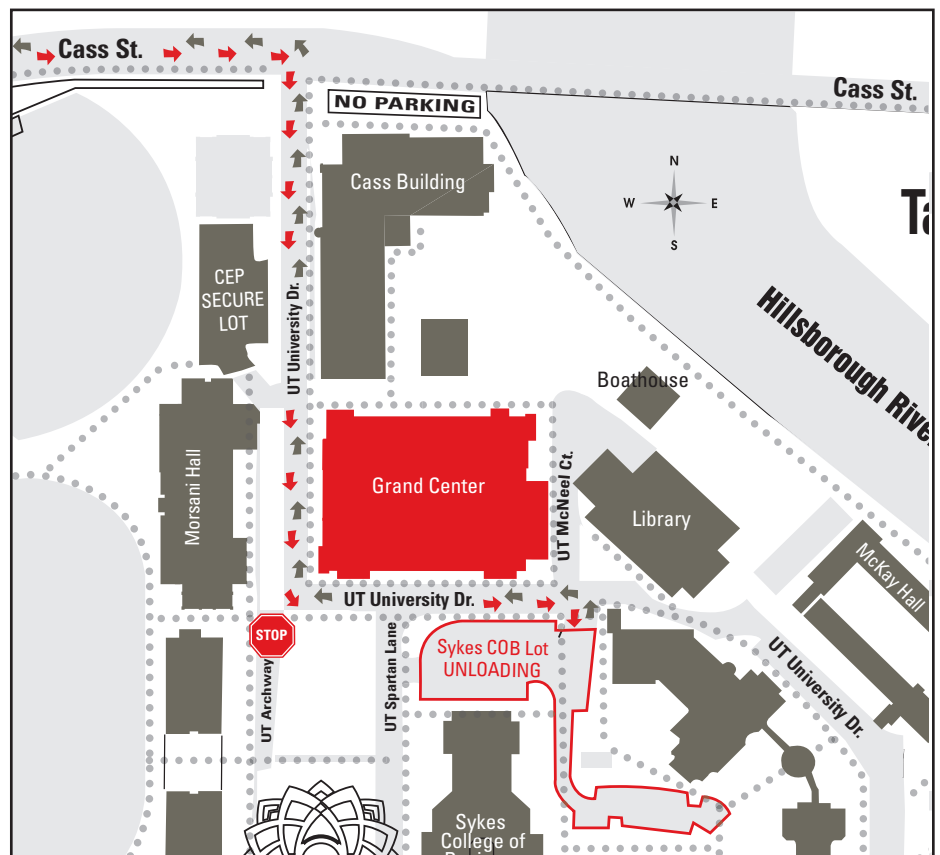 Cass St.
Cass St.
NO PARKING
Cass Building
N
W E
S
CEP
SECURE
LOT
UT University Dr.
Hillsborough River
Boathouse
Morsani Hall
Grand Center
UT McNeel Ct.
Library
McKay Hall
UT University Dr.
STOP
Sykes COB Lot
UNLOADING
UT Archway
UT Spartan Lane
UT University Dr.
Sykes
College of